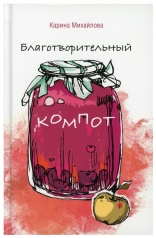 Карина Михайлова
Благотворительный
компот